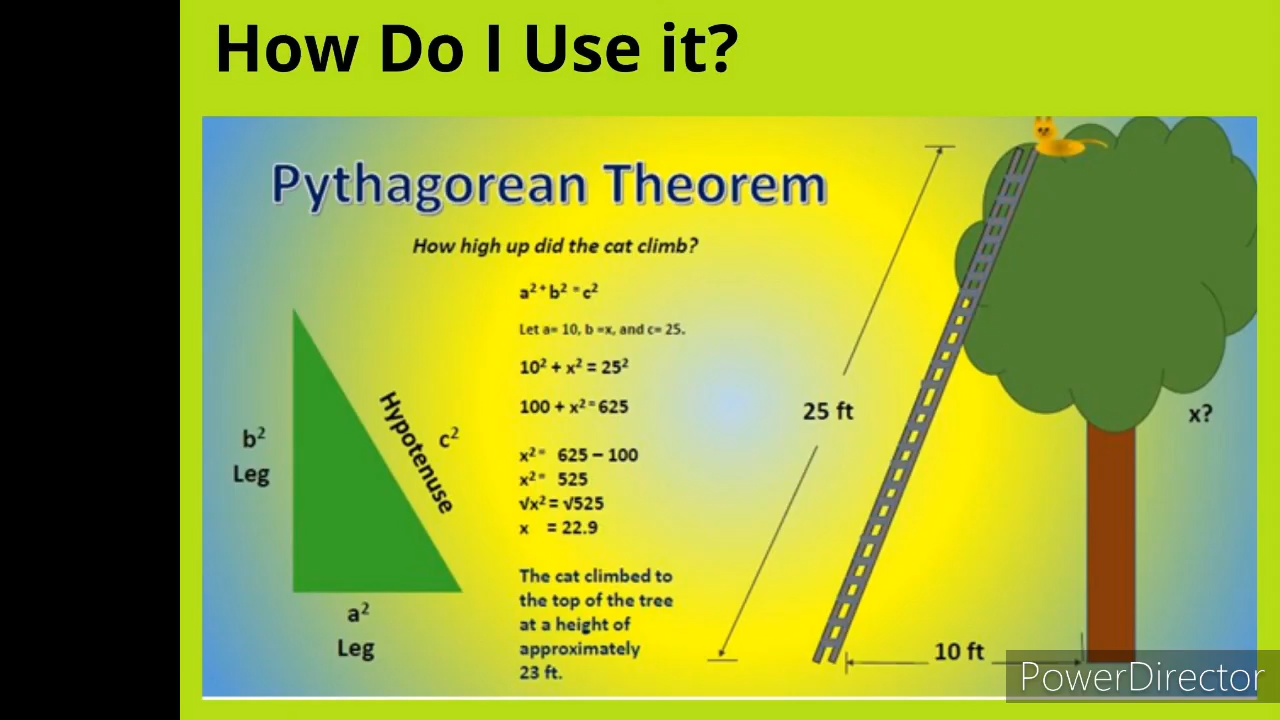 How Do I Use it?
Pythagorean Theorem
How high up did the cat climb?
a² + b² = c²
Let a= 10, b =x, and c= 25.
10² + x² = 25²
100 + x² = 625
x² = 625 – 100
x² = 525
√x² = √525
x = 22.9
The cat climbed to
the top of the tree
at a height of
approximately
23 ft.
b²
Leg
Hypotenuse
c²
a²
Leg
25 ft
x?
10 ft
PowerDirector